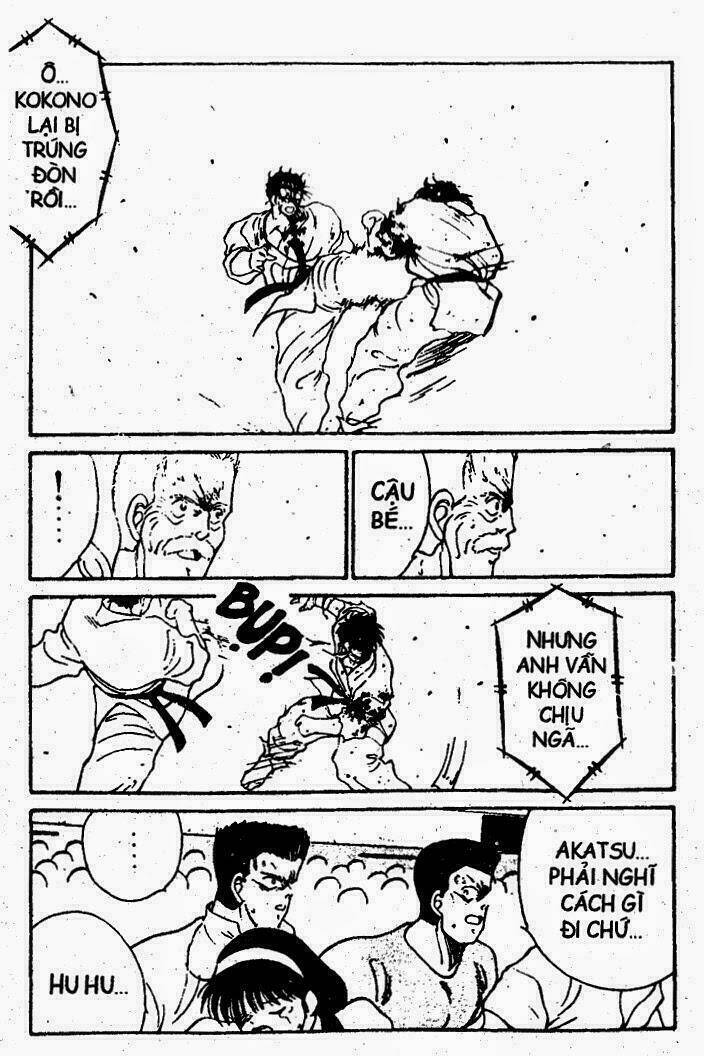 Ô...
KOKONO
LẠI BỊ
TRÚNG
ĐÒN
RỒI...
!......
CẬU
BÉ...
BỤP!
NHƯNG
ANH VẪN
KHÔNG
CHỊU
NGÃ...
...
AKATSU...
PHẢI NGHĨ
CÁCH GÌ
ĐI CHỨ...
HU HU...